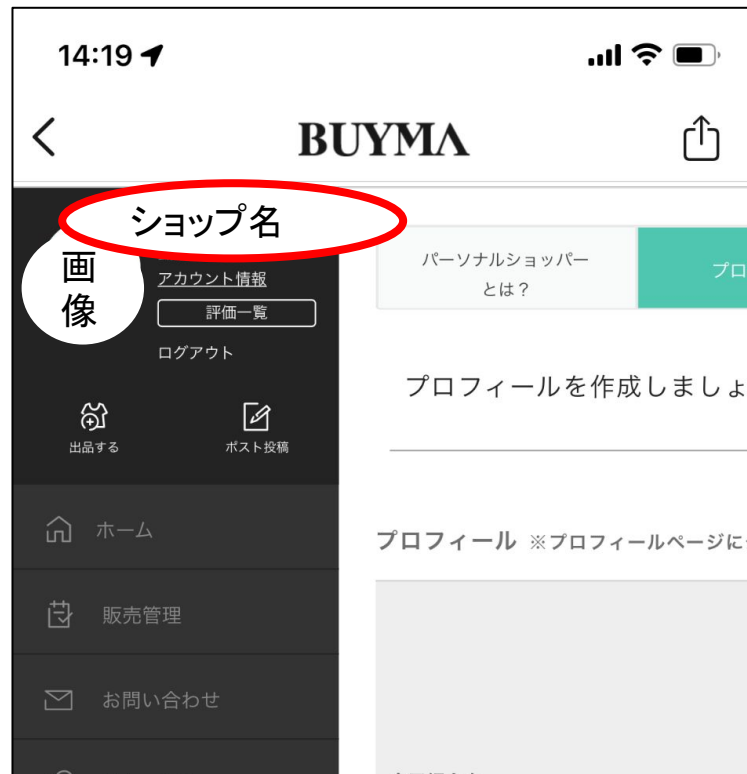 14:19
BUYMA
ショップ名
画像
アカウント情報
評価一覧
ログアウト
パーソナルショッパー
とは？
プロ
出品する
ポスト投稿
プロフィールを作成しましょ
ホーム
プロフィール ※プロフィールページに
販売管理
お問い合わせ